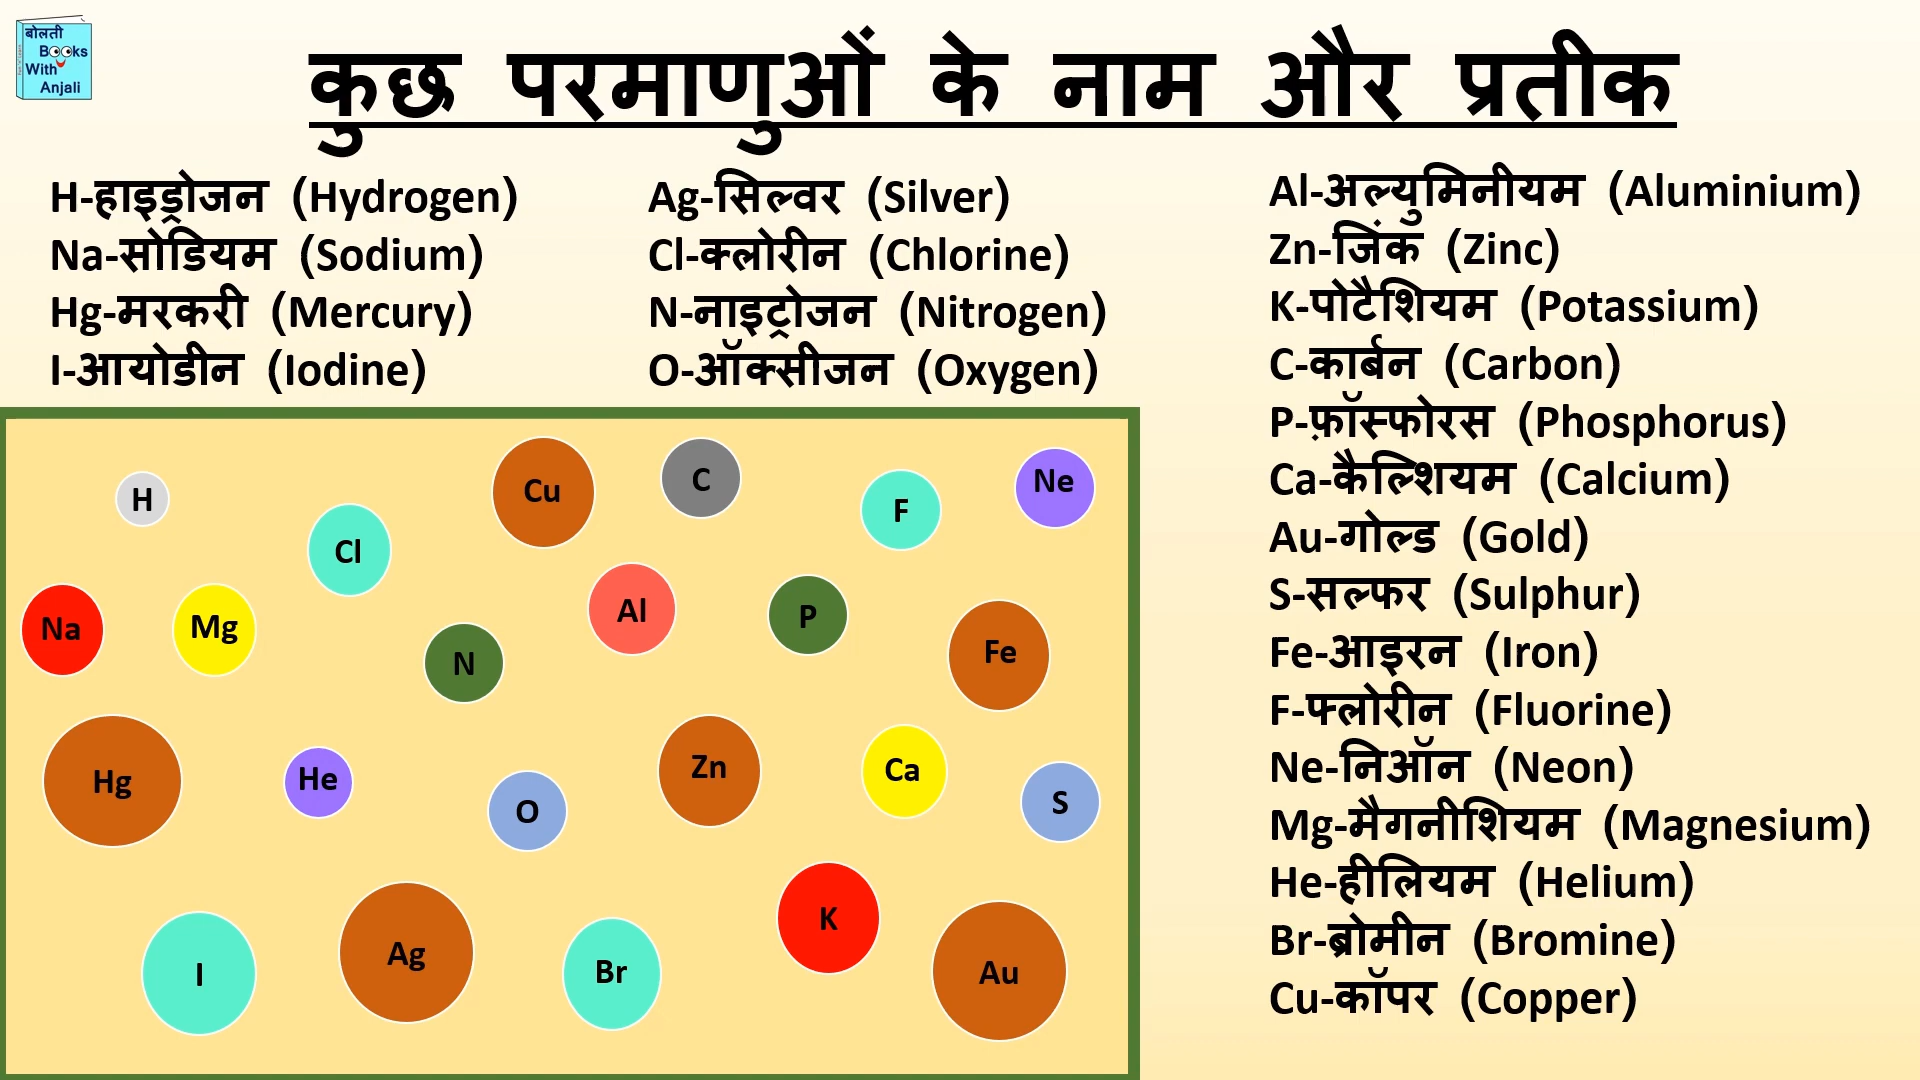 बोलती
Books
With
Anjali
कुछ परमाणुओं के नाम और प्रतीक
H-हाइड्रोजन (Hydrogen)
Na-सोडियम (Sodium)
Hg-मरकरी (Mercury)
I-आयोडीन (Iodine)
Ag-सिल्वर (Silver)
Cl-क्लोरीन (Chlorine)
N-नाइट्रोजन (Nitrogen)
O-ऑक्सीजन (Oxygen)
Al-अल्युमिनीयम (Aluminium)
Zn-जिंक (Zinc)
K-पोटैशियम (Potassium)
C-कार्बन (Carbon)
P-फ़ॉस्फोरस (Phosphorus)
Ca-कैल्शियम (Calcium)
Au-गोल्ड (Gold)
S-सल्फर (Sulphur)
Fe-आइरन (Iron)
F-फ्लोरीन (Fluorine)
Ne-निऑन (Neon)
Mg-मैगनीशियम (Magnesium)
He-हीलियम (Helium)
Br-ब्रोमीन (Bromine)
Cu-कॉपर (Copper)
H
Cl
Cu
C
F
Ne
Na
Mg
N
Al
P
Fe
Hg
He
O
Zn
Ca
S
I
Ag
Br
K
Au